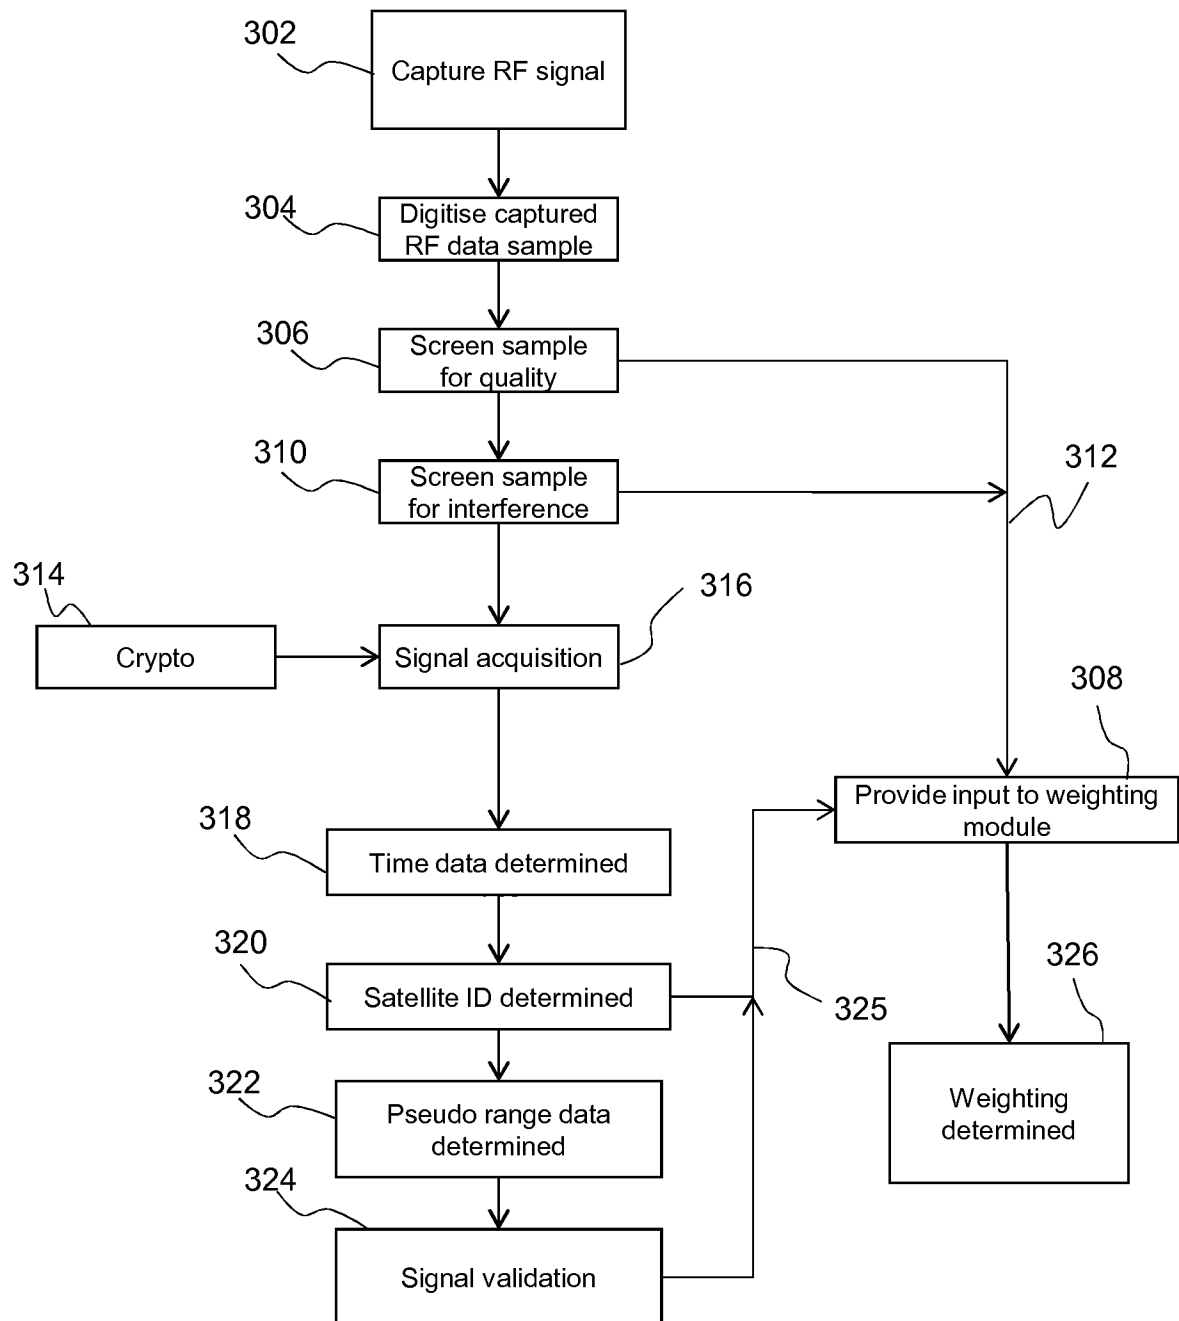 302
Capture RF signal
304
Digitise captured
RF data sample
306
Screen sample
for quality
310
Screen sample
for interference
312
314
Crypto
316
Signal acquisition
308
Provide input to weighting
module
318
Time data determined
320
Satellite ID determined
325
326
Weighting
determined
322
Pseudo range data
determined
324
Signal validation